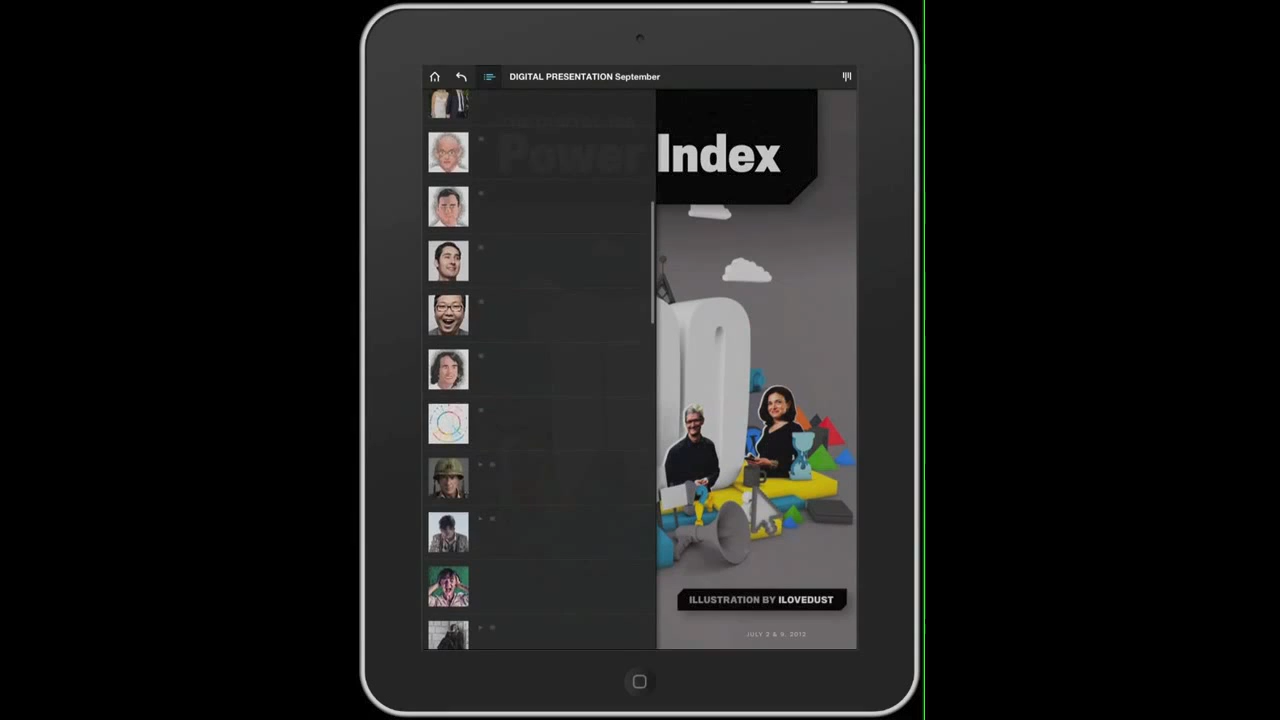 DIGITAL PRESENTATION September
Power Index
ILLUSTRATION BY ILOVEDUST
JULY 2 & 9, 2012